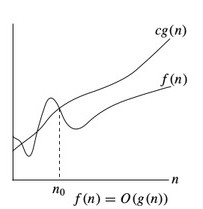 cg(n)
f(n)
n
n₀
f(n) = O(g(n))